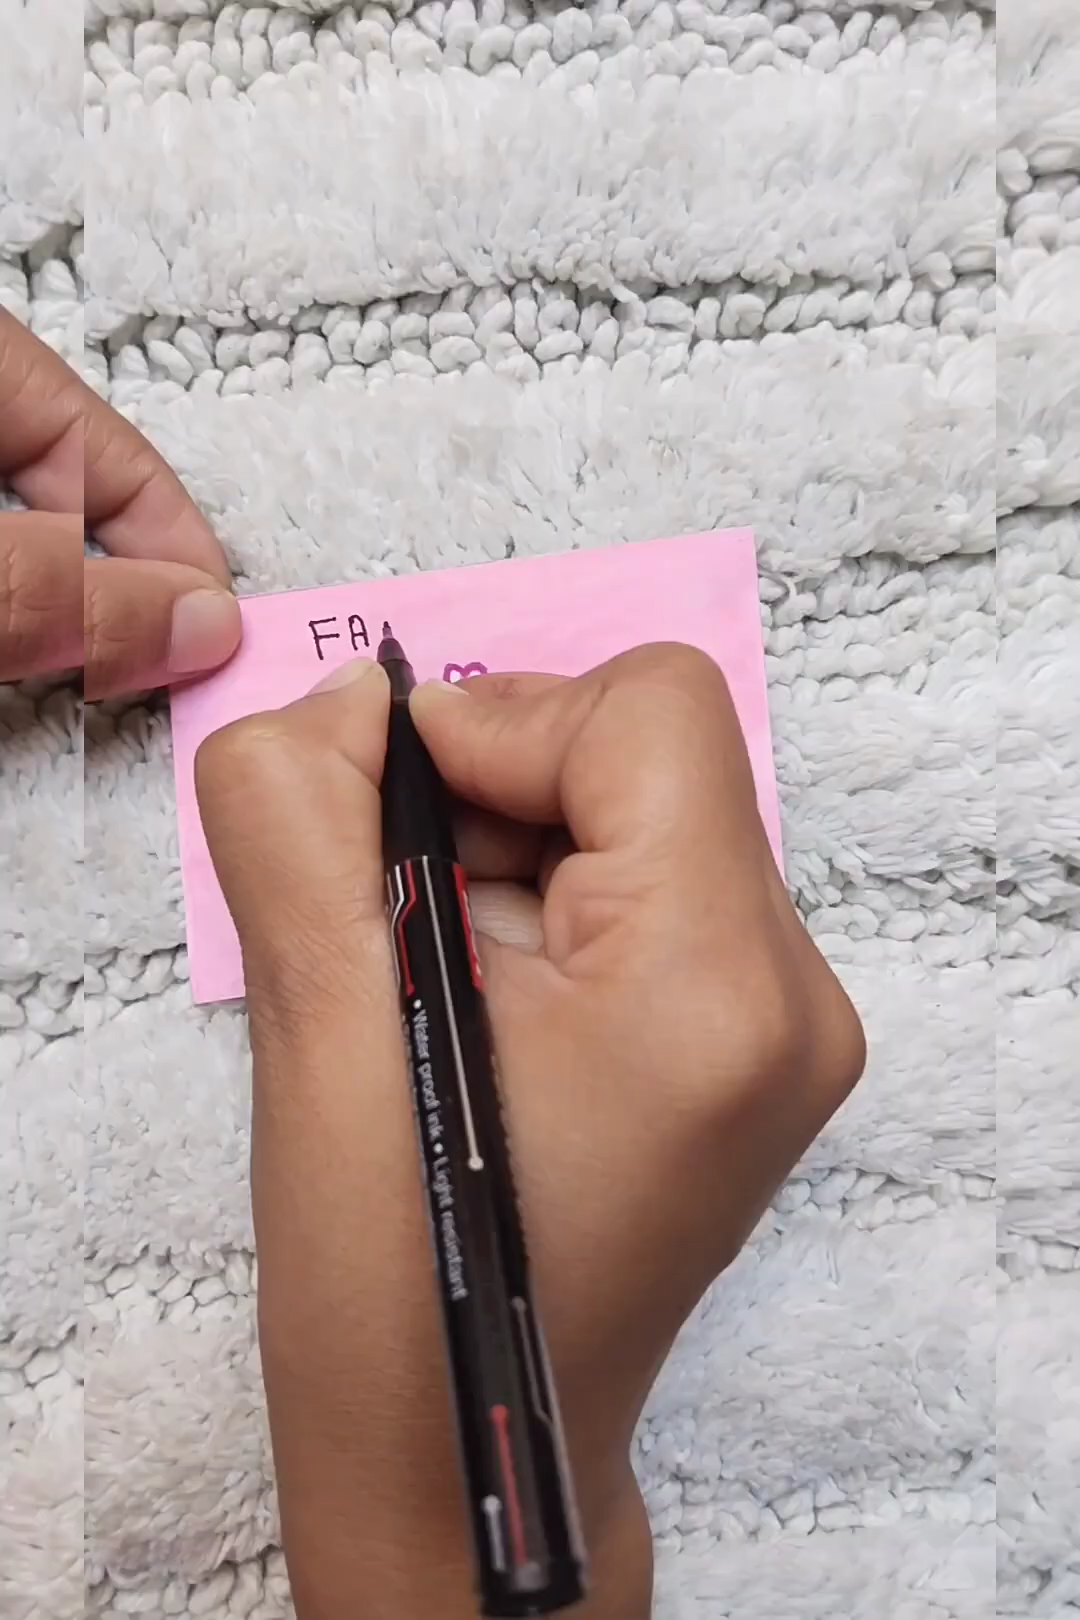 FA
• Water proof ink • Light resistant